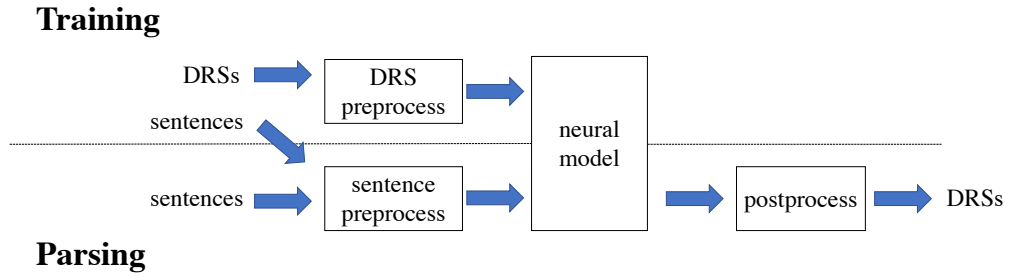 Training
DRSs
DRS
preprocess
sentences
neural
model
sentences
sentence
preprocess
postprocess
DRSs
Parsing